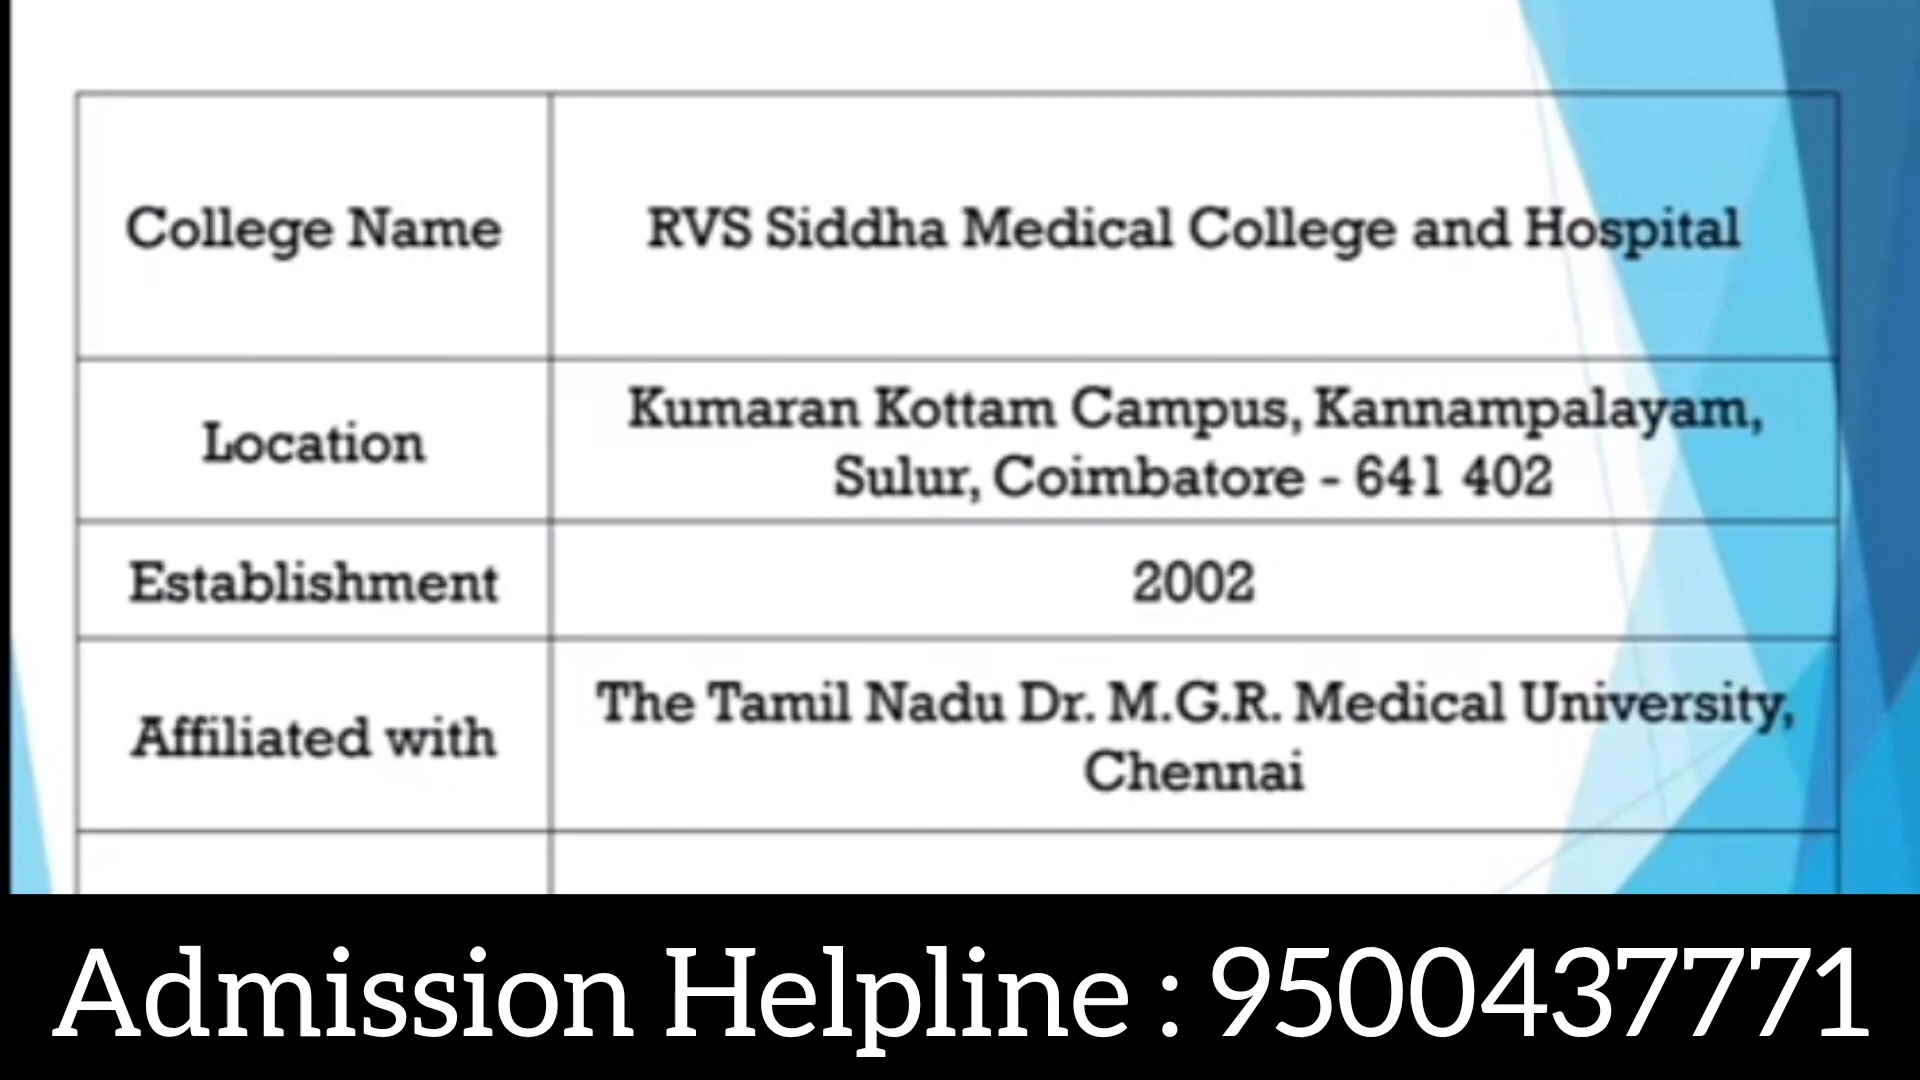 College Name
RVS Siddha Medical College and Hospital
Location
Kumaran Kottam Campus, Kannampalayam,
Sulur, Coimbatore - 641 402
Establishment
2002
Affiliated with
The Tamil Nadu Dr. M.G.R. Medical University,
Chennai
Admission Helpline : 9500437771